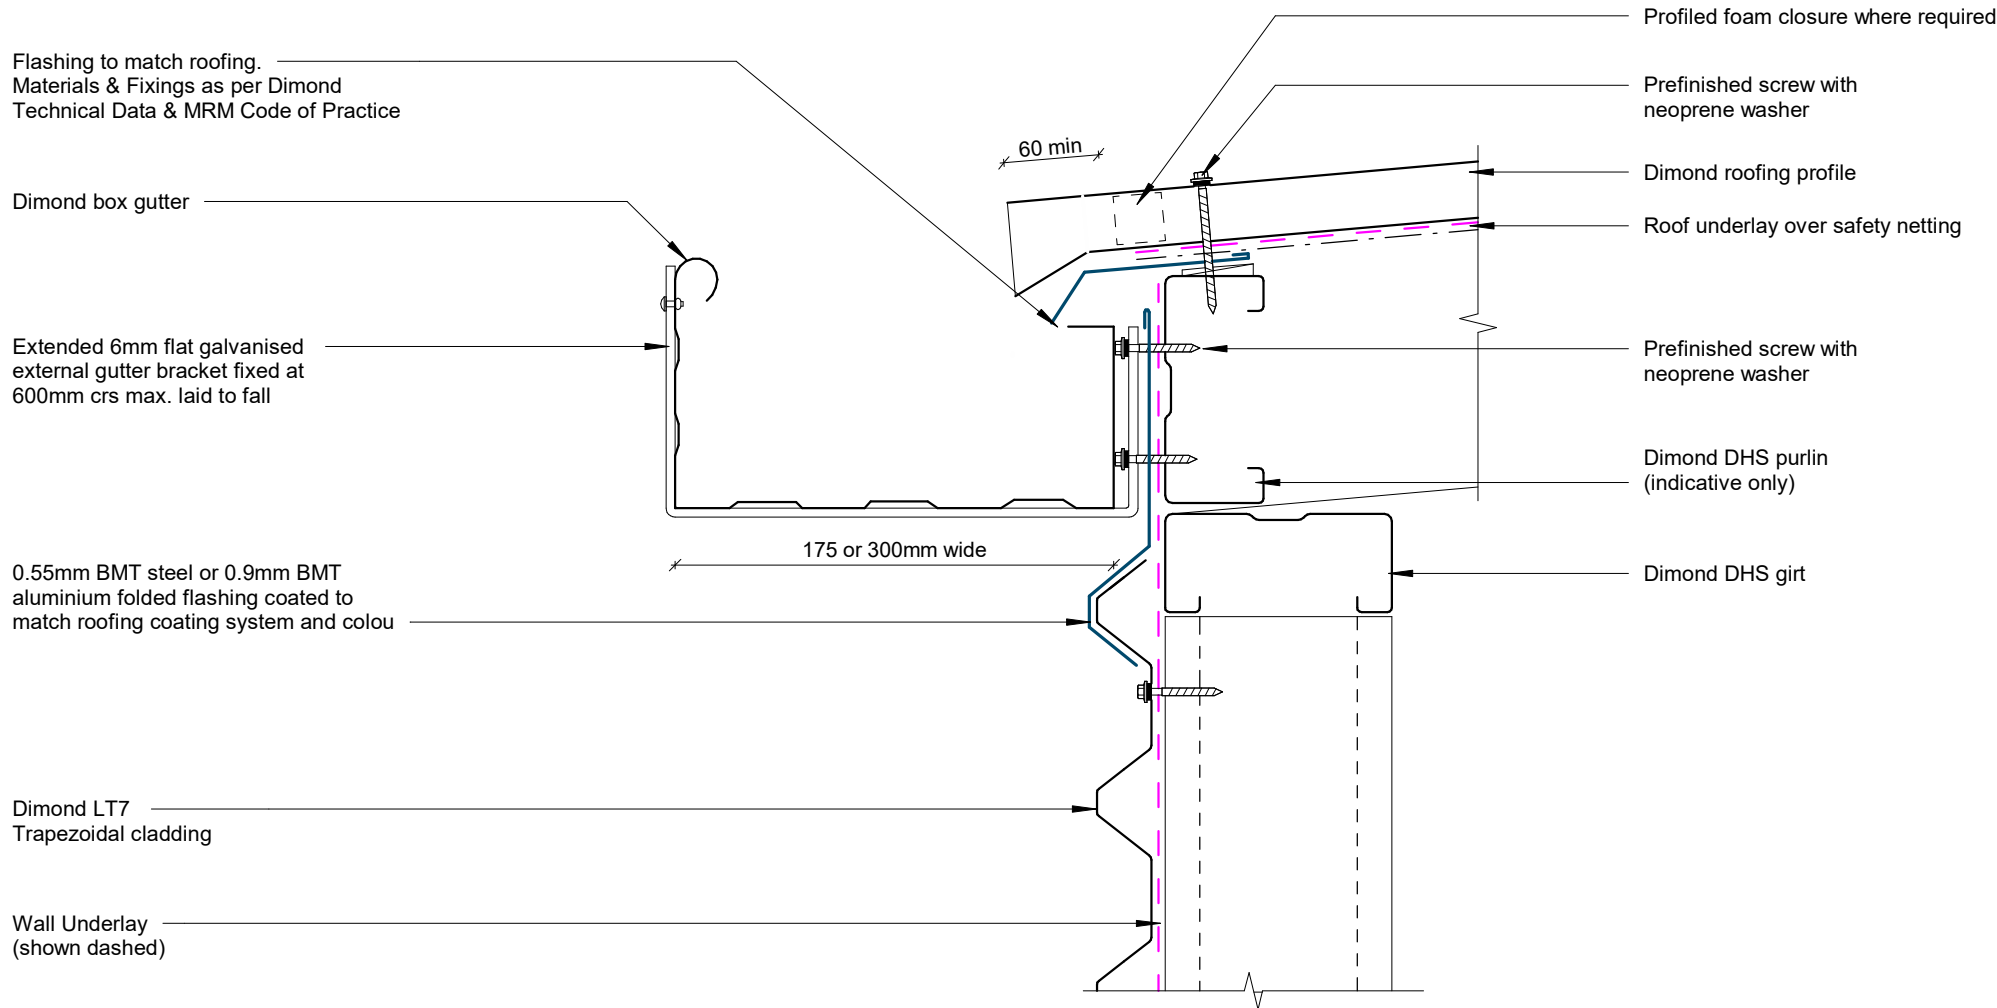 Flashing to match roofing.
Materials & Fixings as per Dimond
Technical Data & MRM Code of Practice
Dimond box gutter
Extended 6mm flat galvanised
external gutter bracket fixed at
600mm crs max. laid to fall
0.55mm BMT steel or 0.9mm BMT
aluminium folded flashing coated to
match roofing coating system and colou
Dimond LT7
Trapezoidal cladding
Wall Underlay
(shown dashed)
60 min
175 or 300mm wide
Profiled foam closure where required
Prefinished screw with
neoprene washer
Dimond roofing profile
Roof underlay over safety netting
Prefinished screw with
neoprene washer
Dimond DHS purlin
(indicative only)
Dimond DHS girt